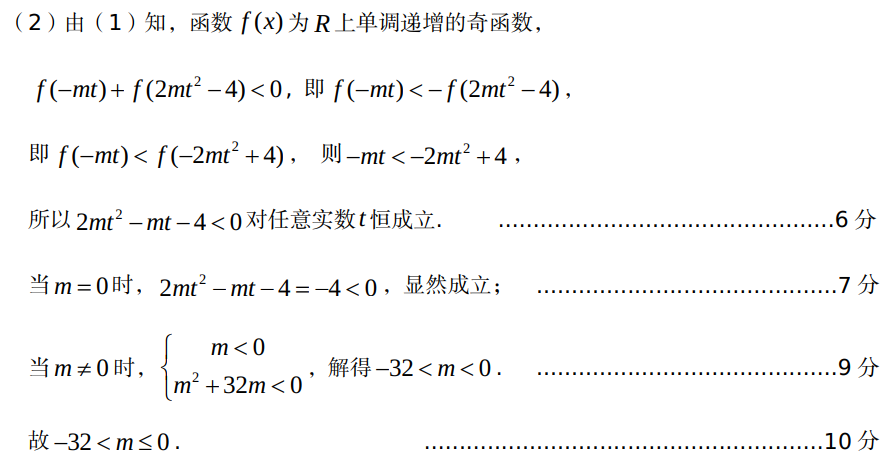 （2）由（1）知，函数 f(x) 为 R 上单调递增的奇函数，
f(−mt)+ f(2mt² −4)<0，即 f(−mt)<−f(2mt² −4)，
即 f(−mt)< f(−2mt² +4)， 则 −mt <−2mt² +4，
所以 2mt² −mt −4<0 对任意实数 t 恒成立. ................................................6 分
当 m=0 时， 2mt² −mt −4=−4<0，显然成立； ...........................................7 分
当 m≠0 时，{ m<0
m² +32m<0 ，解得 −32<m<0. ...........................................9 分
故 −32<m≤0. .........................................................10 分